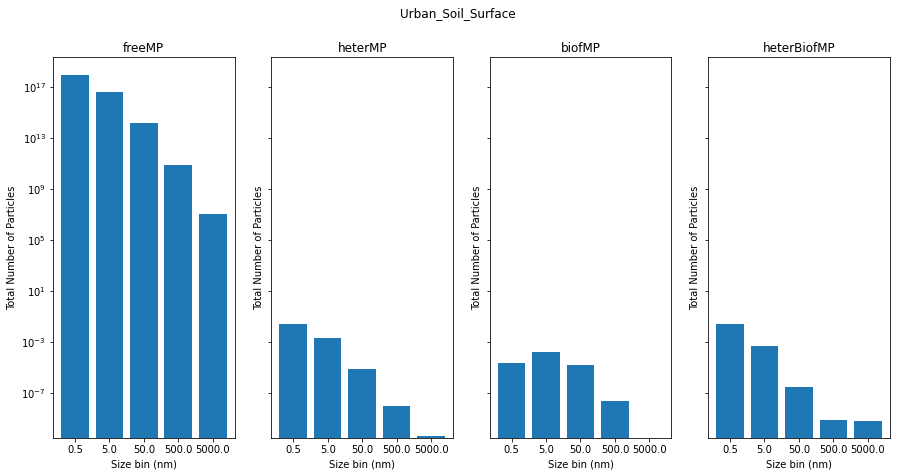 Urban_Soil_Surface
freeMP
heterMP
biofMP
heterBiofMP
Total Number of Particles
10^17
10^13
10^9
10^5
10^1
10^-3
10^-7
0.5 5.0 50.0 500.0 5000.0
Size bin (nm)
Total Number of Particles
0.5 5.0 50.0 500.0 5000.0
Size bin (nm)
Total Number of Particles
0.5 5.0 50.0 500.0 5000.0
Size bin (nm)
Total Number of Particles
0.5 5.0 50.0 500.0 5000.0
Size bin (nm)